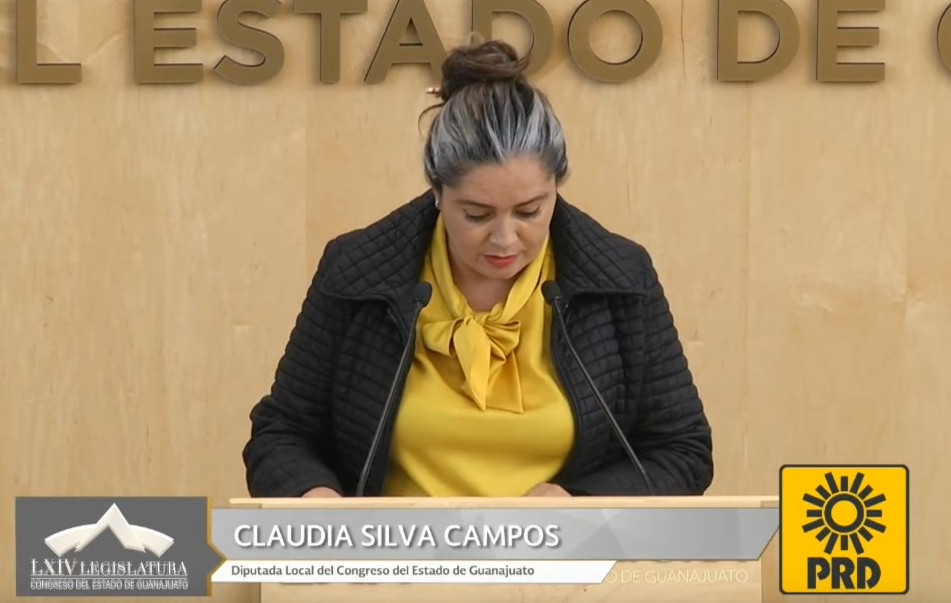 L ESTADO DE G
CLAUDIA SILVA CAMPOS
Diputada Local del Congreso del Estado de Guanajuato
O DE GUANAJUATO
LXIV LEGISLATURA
CONGRESO DEL ESTADO DE GUANAJUATO
PRD